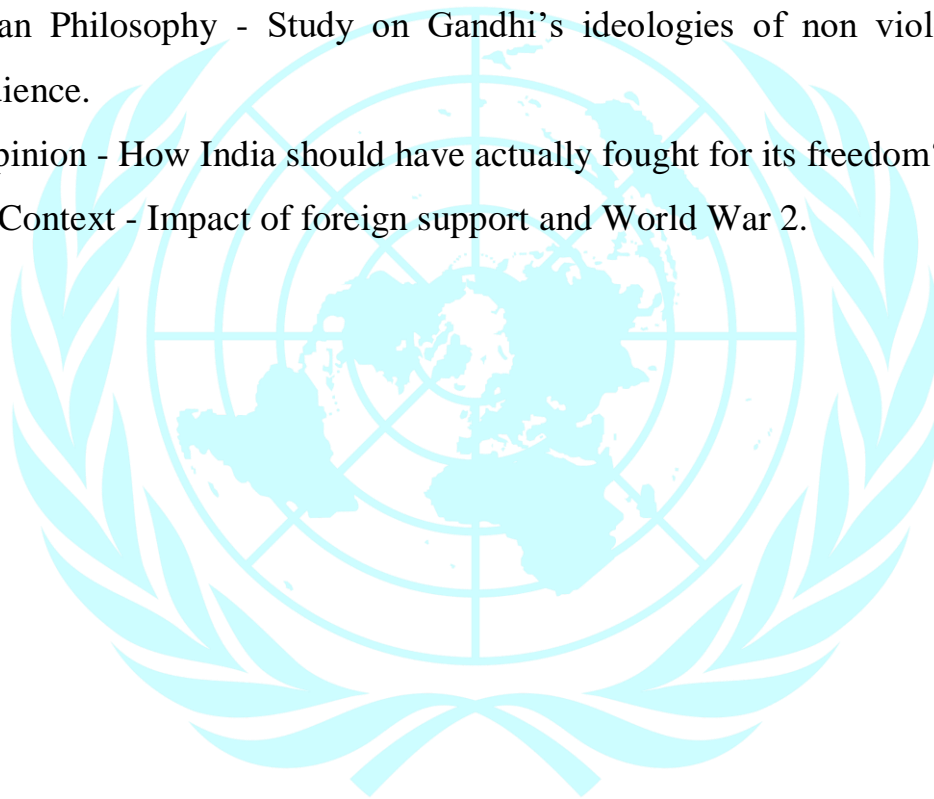 an Philosophy - Study on Gandhi’s ideologies of non viol
lience.
pinion - How India should have actually fought for its freedom?
Context - Impact of foreign support and World War 2.